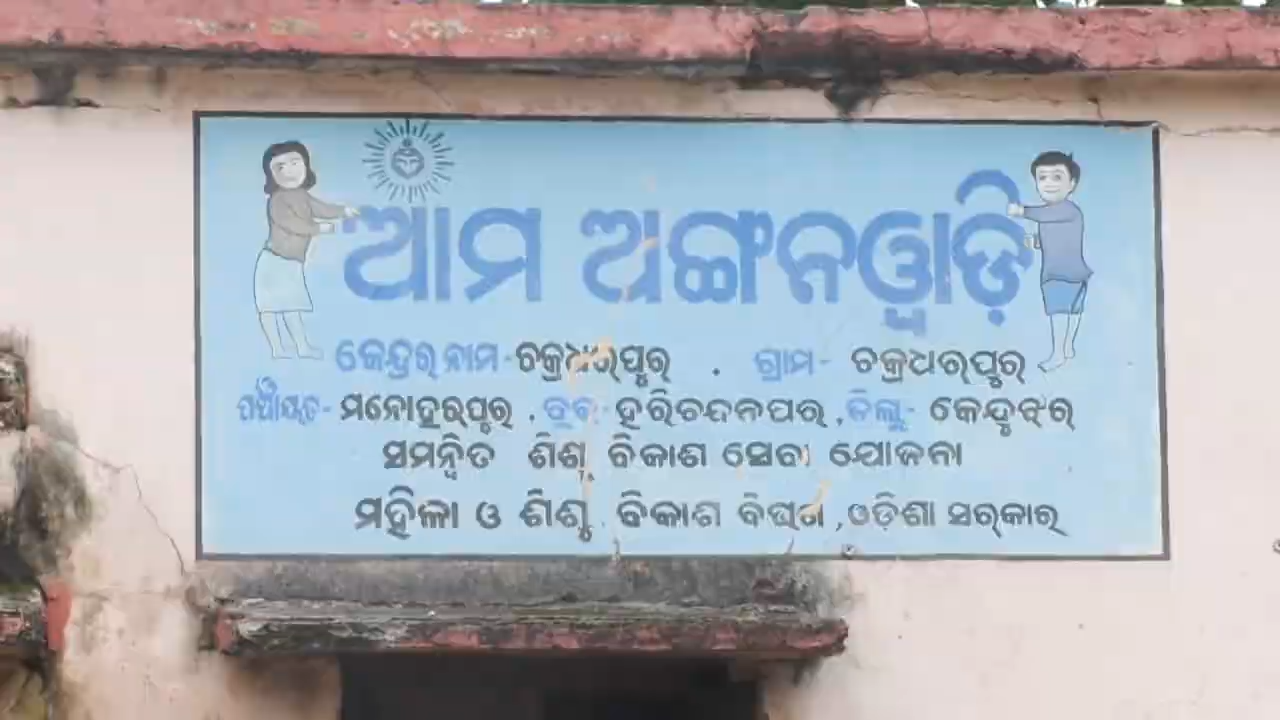 ଆମ ଅଙ୍ଗନୱାଡ଼ି
କେନ୍ଦ୍ରର ନାମ - ଚକ୍ରଧରପୁର . ଗ୍ରାମ - ଚକ୍ରଧରପୁର
ପଞ୍ଚାୟତ - ମନୋହରପୁର . ବ୍ଲକ - ହରିଚନ୍ଦନପୁର , ଜିଲ୍ଲା - କେନ୍ଦୁଝର
ସମନ୍ୱିତ ଶିଶୁ ବିକାଶ ସେବା ଯୋଜନା
ମହିଳା ଓ ଶିଶୁ ବିକାଶ ବିଭାଗ , ଓଡ଼ିଶା ସରକାର